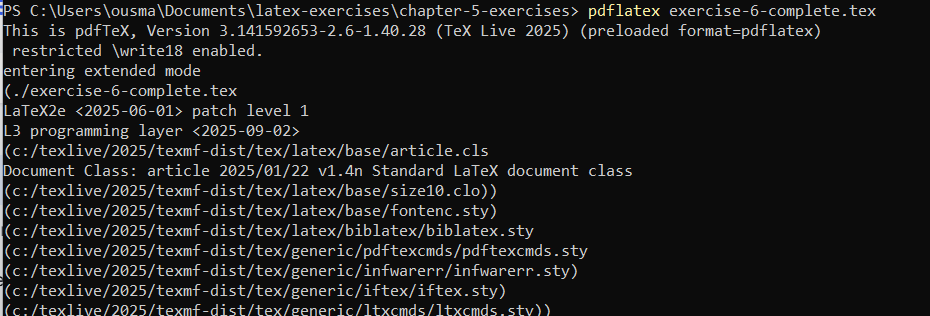 PS C:\Users\ousma\Documents\latex-exercises\chapter-5-exercises> pdflatex exercise-6-complete.tex
This is pdfTeX, Version 3.141592653-2.6-1.40.28 (TeX Live 2025) (preloaded format=pdflatex)
 restricted \write18 enabled.
entering extended mode
(./exercise-6-complete.tex
LaTeX2e <2025-06-01> patch level 1
L3 programming layer <2025-09-02>
(c:/texlive/2025/texmf-dist/tex/latex/base/article.cls
Document Class: article 2025/01/22 v1.4n Standard LaTeX document class
(c:/texlive/2025/texmf-dist/tex/latex/base/size10.clo))
(c:/texlive/2025/texmf-dist/tex/latex/base/fontenc.sty)
(c:/texlive/2025/texmf-dist/tex/latex/biblatex/biblatex.sty
(c:/texlive/2025/texmf-dist/tex/generic/pdftexcmds/pdftexcmds.sty
(c:/texlive/2025/texmf-dist/tex/generic/infwarerr/infwarerr.sty)
(c:/texlive/2025/texmf-dist/tex/generic/iftex/iftex.sty)
(c:/texlive/2025/texmf-dist/tex/generic/ltxcmds/ltxcmds.sty))